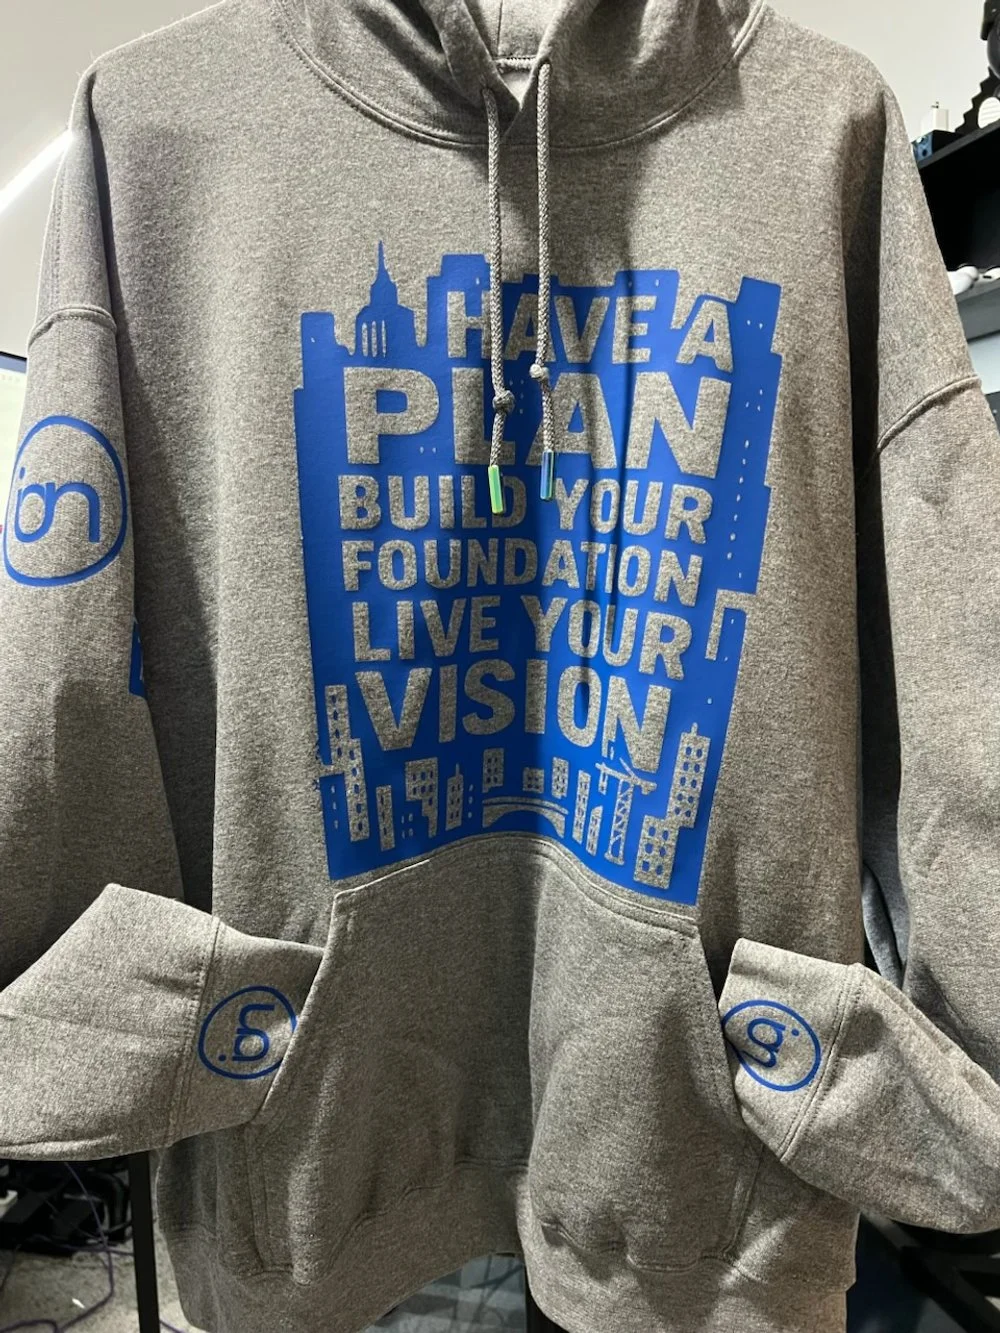 HAVE A
PLAN
BUILD YOUR
FOUNDATION
LIVE YOUR
VISION